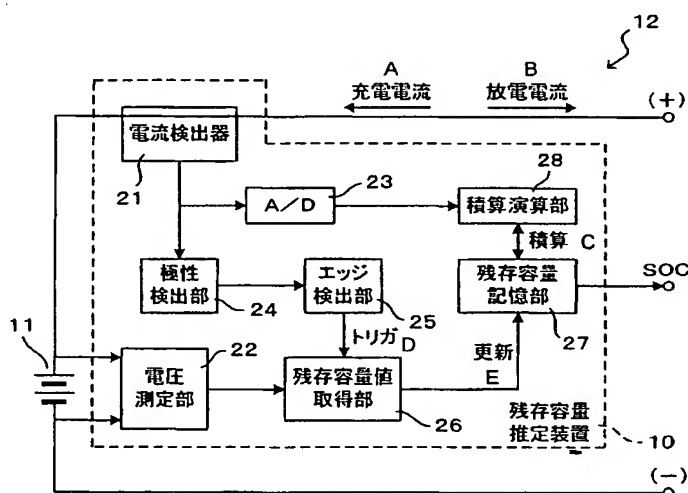 12
A
充電電流
B
放電電流
(+)
電流検出器
21
A/D
23
28
積算演算部
積算 C
極性
検出部
24
エッジ
検出部
25
残存容量
記憶部
27
SOC
トリガ D
11
22
電圧
測定部
残存容量値
取得部
26
更新
E
残存容量
推定装置
10
(-)